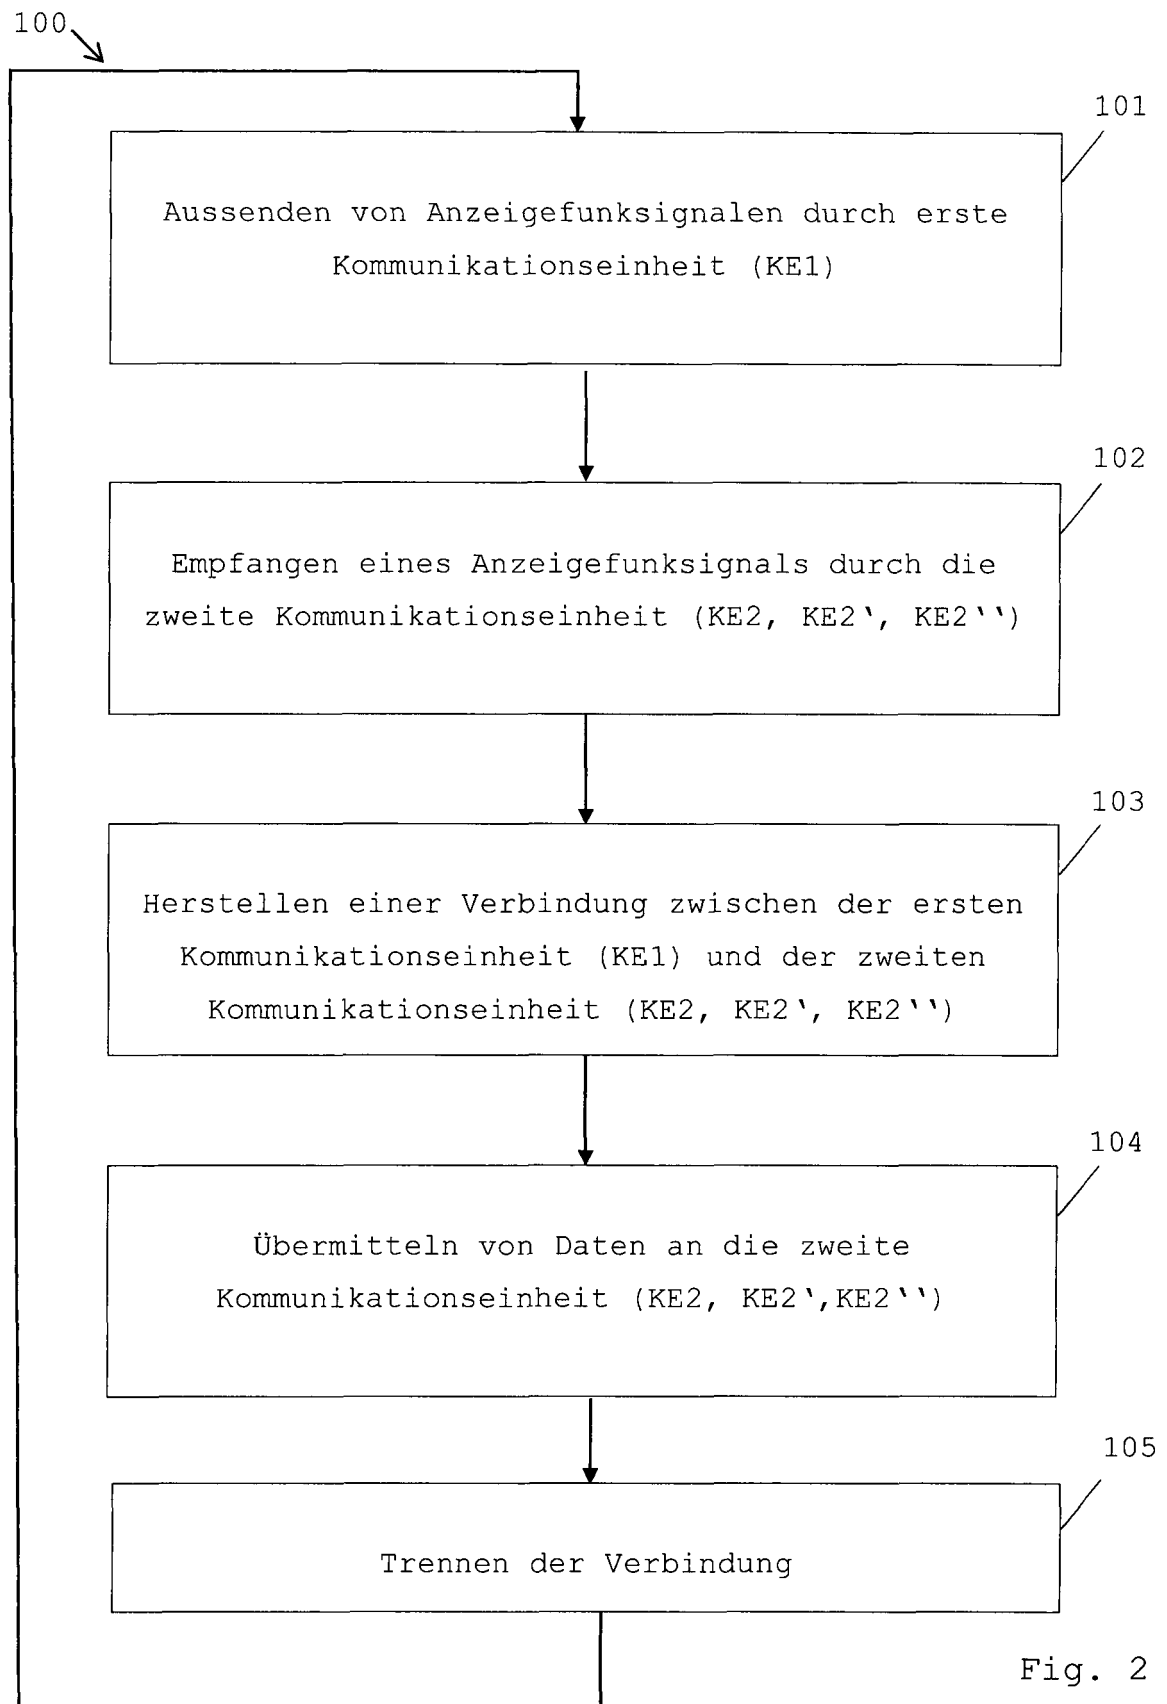 100
101
Aussenden von Anzeigefunksignalen durch erste
Kommunikationseinheit (KE1)
102
Empfangen eines Anzeigefunksignals durch die
zweite Kommunikationseinheit (KE2, KE2‛, KE2‛‛)
103
Herstellen einer Verbindung zwischen der ersten
Kommunikationseinheit (KE1) und der zweiten
Kommunikationseinheit (KE2, KE2‛, KE2‛‛)
104
Übermitteln von Daten an die zweite
Kommunikationseinheit (KE2, KE2‛,KE2‛‛)
105
Trennen der Verbindung
Fig. 2